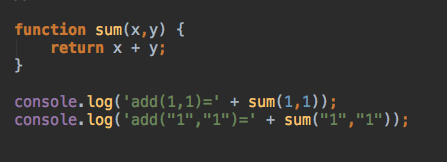 function sum(x,y) {
    return x + y;
}
console.log('add(1,1)=' + sum(1,1));
console.log('add("1","1")=' + sum("1","1"));